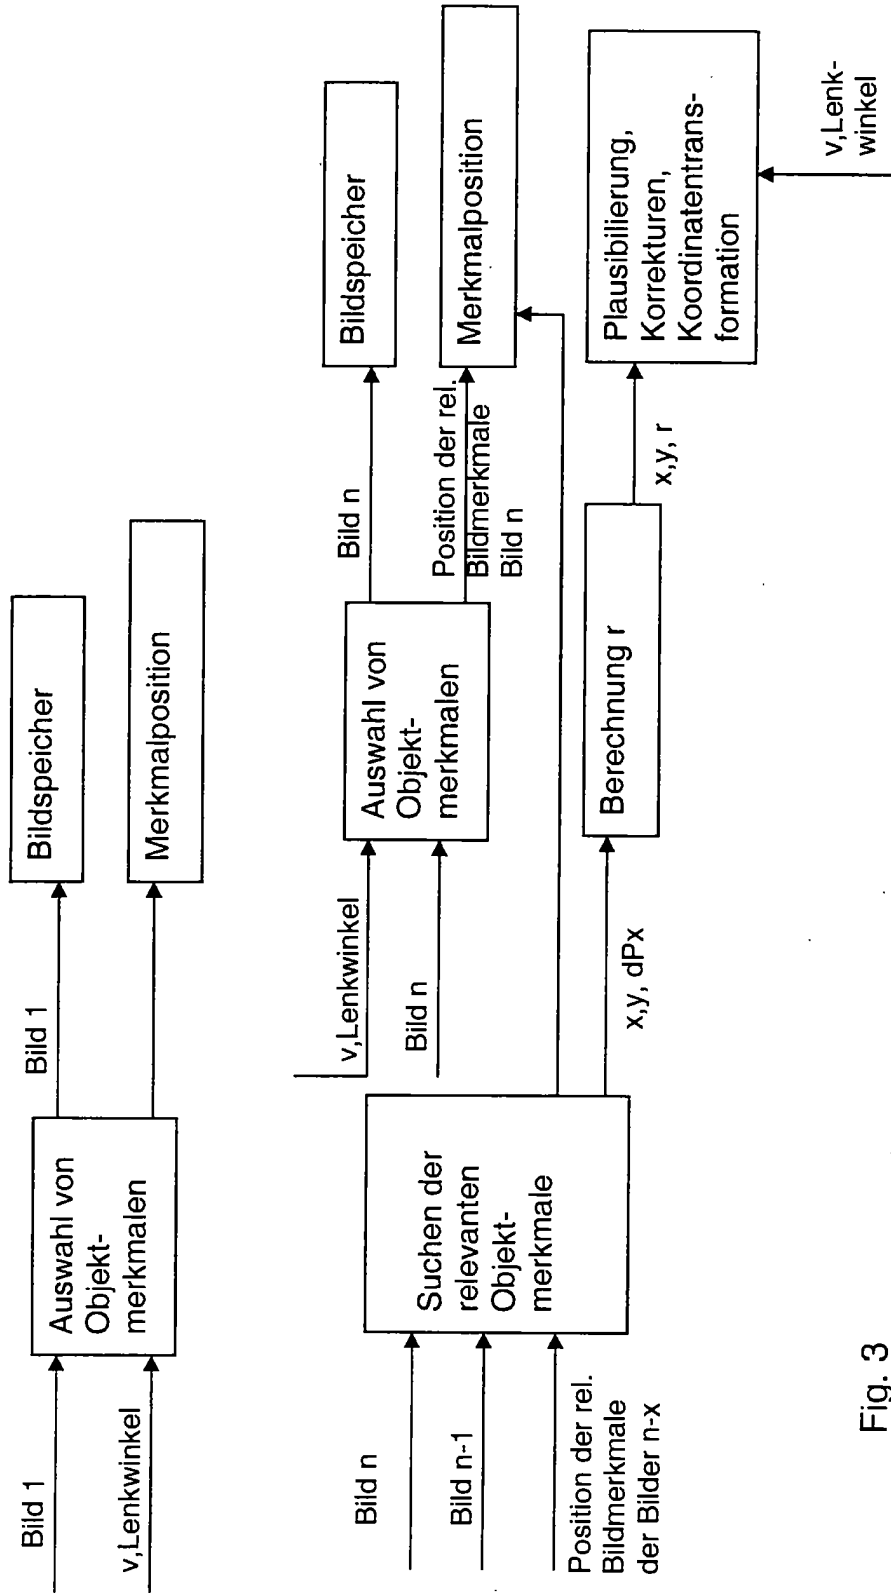 Bild 1
v,Lenkwinkel
Auswahl von
Objekt-
merkmalen
Bild 1
Bildspeicher
Merkmalposition
Bild n
Bild n-1
Position der rel.
Bildmerkmale
der Bilder n-x
Suchen der
relevanten
Objekt-
merkmale
v,Lenkwinkel
Bild n
Auswahl von
Objekt-
merkmalen
Bild n
Position der rel.
Bildmerkmale
Bild n
Bildspeicher
Merkmalposition
x,y, dPx
Berechnung r
x,y, r
Plausibilierung,
Korrekturen,
Koordinatentrans-
formation
v,Lenk-
winkel
Fig. 3